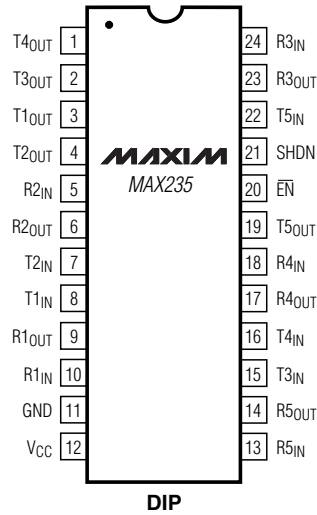 T4OUT 1
T3OUT 2
T1OUT 3
T2OUT 4
R2IN 5
R2OUT 6
T2IN 7
T1IN 8
R1OUT 9
R1IN 10
GND 11
VCC 12
MAXIM
MAX235
24 R3IN
23 R3OUT
22 T5IN
21 SHDN
20 E̅N̅
19 T5OUT
18 R4IN
17 R4OUT
16 T4IN
15 T3IN
14 R5OUT
13 R5IN
DIP